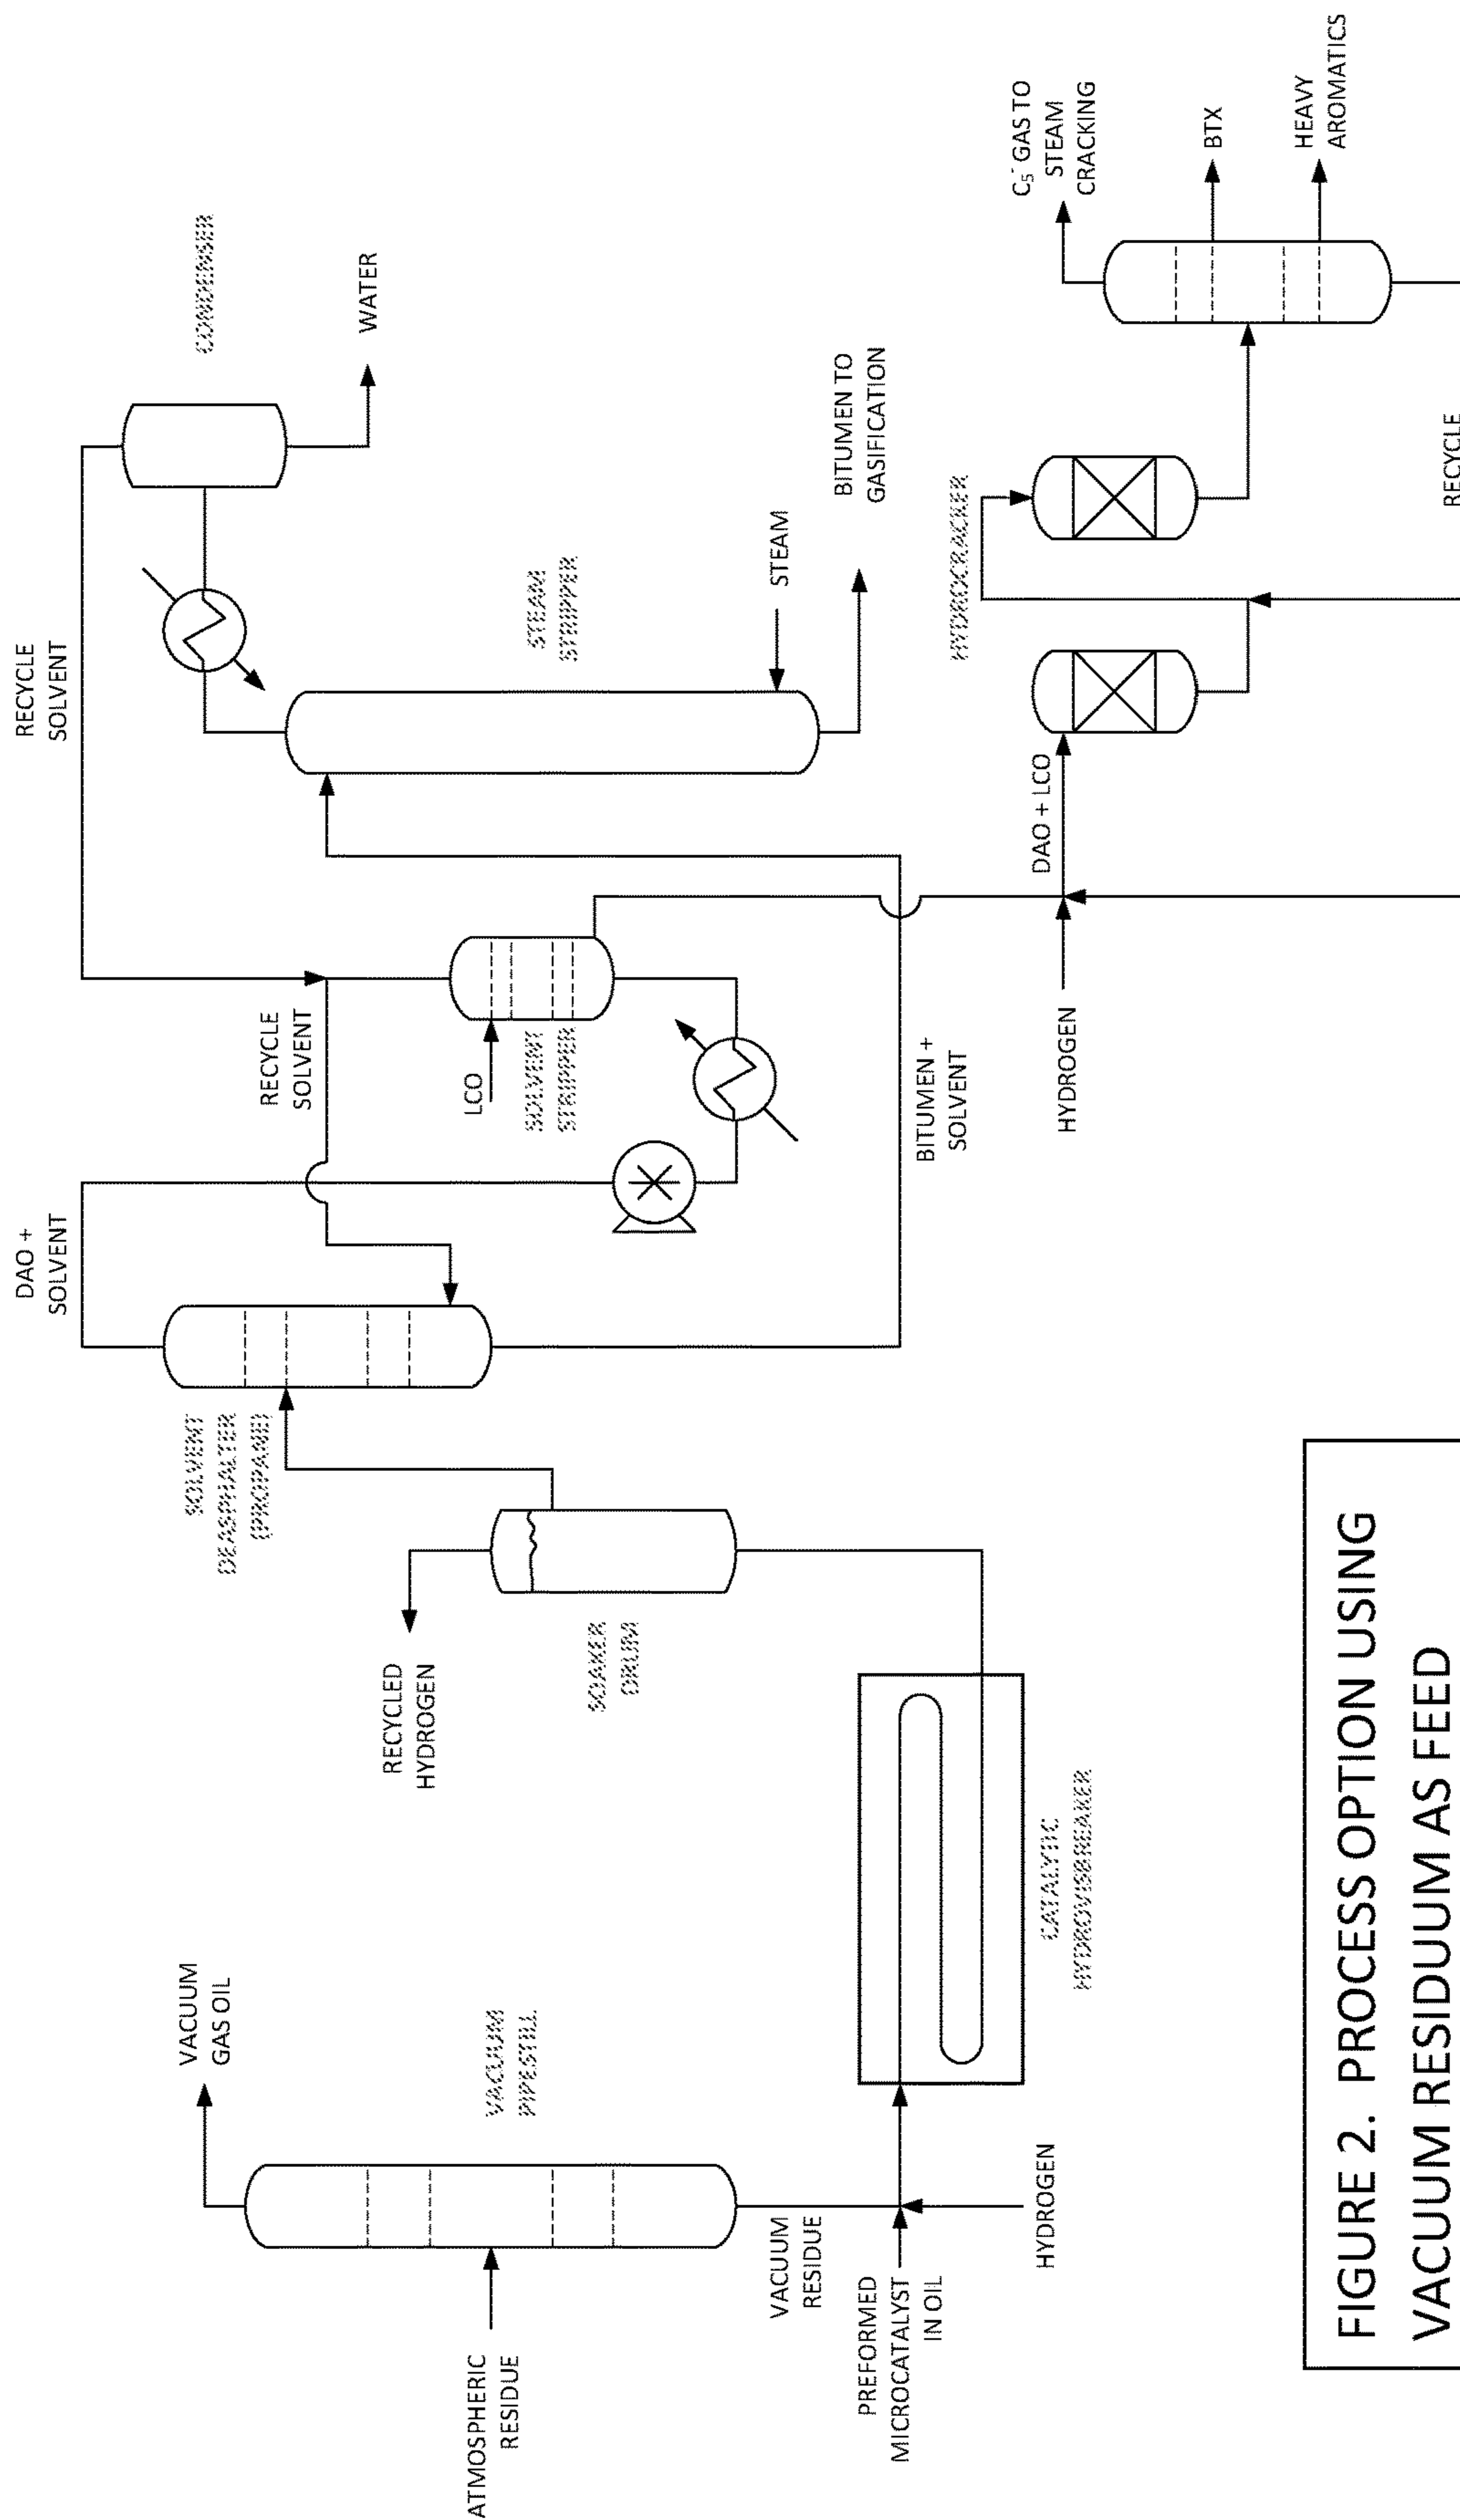 ATMOSPHERIC
RESIDUE
VACUUM
GAS OIL
VACUUM
PIPESTILL
VACUUM
RESIDUE
PREFORMED
MICROCATALYST
IN OIL
HYDROGEN
CATALYTIC
HYDROVISBREAKER
RECYCLED
HYDROGEN
SOAKER
DRUM
SOLVENT
DEASPHALTER
(PROPANE)
DAO +
SOLVENT
RECYCLE
SOLVENT
LCO
SOLVENT
STRIPPER
BITUMEN +
SOLVENT
HYDROGEN
RECYCLE
SOLVENT
DAO + LCO
STEAM
STRIPPER
STEAM
HYDROCRACKER
BITUMEN TO
GASIFICATION
CONDENSER
WATER
RECYCLE
C5- GAS TO
STEAM
CRACKING
BTX
HEAVY
AROMATICS
FIGURE 2. PROCESS OPTION USING
VACUUM RESIDUUM AS FEED